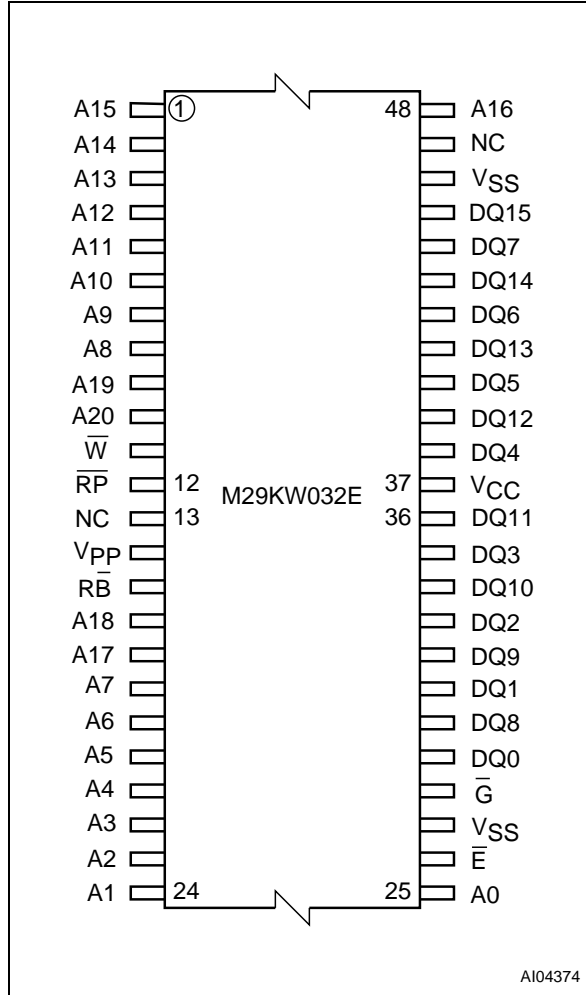 A15 1 48 A16
A14 NC
A13 VSS
A12 DQ15
A11 DQ7
A10 DQ14
A9 DQ6
A8 DQ13
A19 DQ5
A20 DQ12
W̅ DQ4
R̅P̅ 12 M29KW032E 37 VCC
NC 13 36 DQ11
VPP DQ3
RB̅ DQ10
A18 DQ2
A17 DQ9
A7 DQ1
A6 DQ8
A5 DQ0
A4 G̅
A3 VSS
A2 E̅
A1 24 25 A0
AI04374